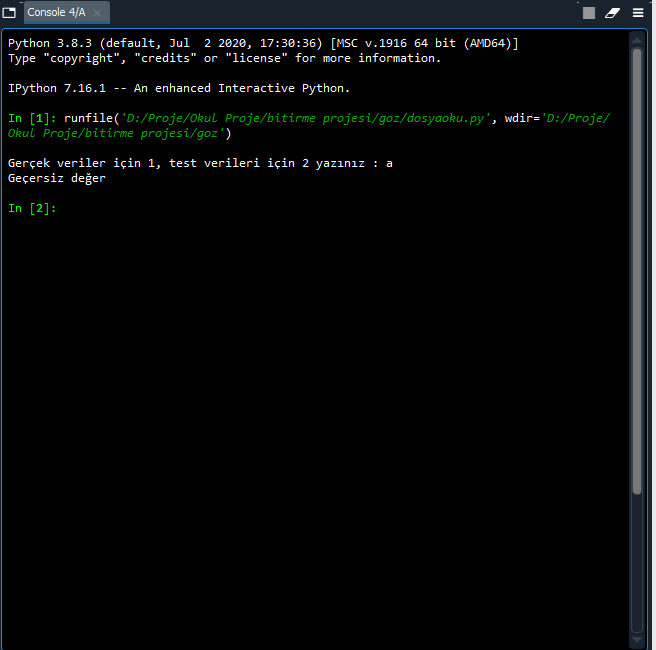 Console 4/A
Python 3.8.3 (default, Jul  2 2020, 17:30:36) [MSC v.1916 64 bit (AMD64)]
Type "copyright", "credits" or "license" for more information.
IPython 7.16.1 -- An enhanced Interactive Python.
In [1]: runfile('D:/Proje/Okul Proje/bitirme projesi/goz/dosyaoku.py', wdir='D:/Proje/
Okul Proje/bitirme projesi/goz')
Gerçek veriler için 1, test verileri için 2 yazınız : a
Geçersiz değer
In [2]: